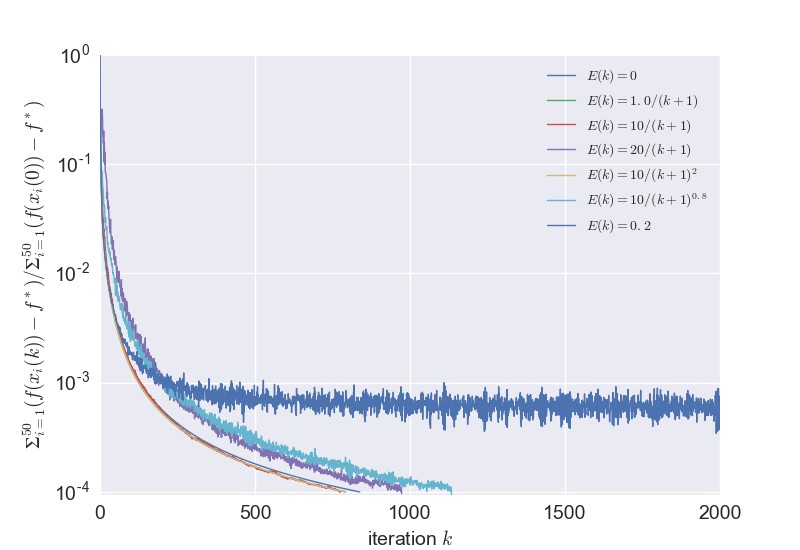 10^0
10^-1
10^-2
10^-3
10^-4
0
500
1000
1500
2000
iteration k
Σ_{i=1}^{50}(f(x_i(k)) − f*)/Σ_{i=1}^{50}(f(x_i(0)) − f*)
E(k) = 0
E(k) = 1.0/(k+1)
E(k) = 10/(k+1)
E(k) = 20/(k+1)
E(k) = 10/(k+1)^2
E(k) = 10/(k+1)^{0.8}
E(k) = 0.2